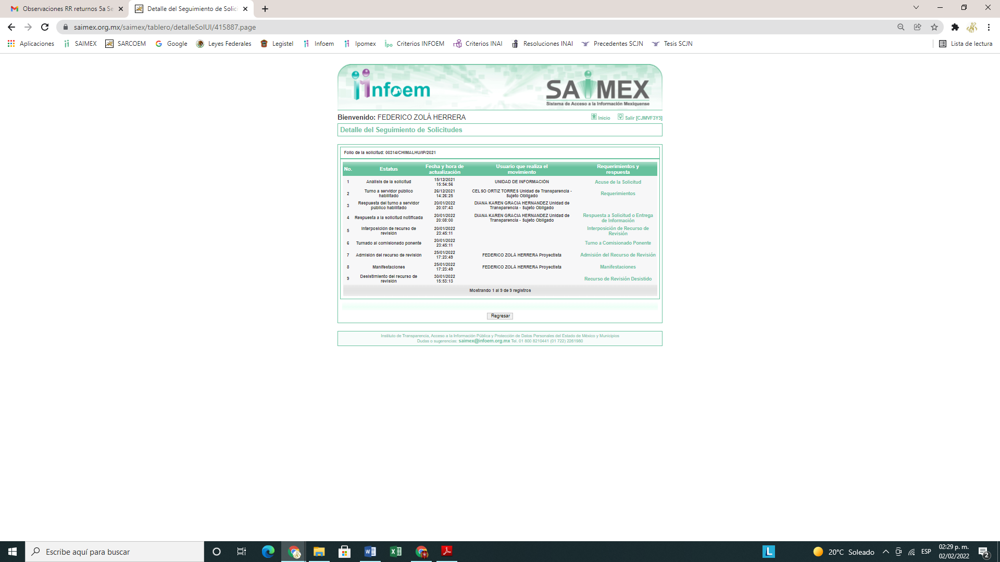 Observaciones RR returnos 5a Se
Detalle del Seguimiento de Solici
saimex.org.mx/saimex/tablero/detalleSolUI/415887.page
Aplicaciones SAIMEX SARCOEM Google Leyes Federales Legistel Infoem Ipomex Criterios INFOEM Criterios INAI Resoluciones INAI Precedentes SCJN Tesis SCJN Lista de lectura
infoem
SAIMEX
Sistema de Acceso a la Información Mexiquense
Bienvenido: FEDERICO ZOLÁ HERRERA Inicio Salir [CJMVF3Y5]
Detalle del Seguimiento de Solicitudes
Folio de la solicitud: 00314/CHIMALHU/IP/2021
No. Estatus Fecha y hora de actualización Usuario que realiza el movimiento Requerimientos y respuesta
1 Análisis de la solicitud 15/12/2021 15:54:56 UNIDAD DE INFORMACIÓN Acuse de la Solicitud
2 Turno a servidor público habilitado 26/12/2021 14:26:25 CELSO ORTIZ TORRES Unidad de Transparencia - Sujeto Obligado Requerimientos
3 Respuesta del turno a servidor público habilitado 20/01/2022 20:07:43 DIANA KAREN GRACIA HERNANDEZ Unidad de Transparencia - Sujeto Obligado
4 Respuesta a la solicitud notificada 20/01/2022 20:08:00 DIANA KAREN GRACIA HERNANDEZ Unidad de Transparencia - Sujeto Obligado Respuesta a Solicitud o Entrega de Información
5 Interposición de recurso de revisión 20/01/2022 23:45:11 Interposición de Recurso de Revisión
6 Turnado al comisionado ponente 20/01/2022 23:45:11 Turno a Comisionado Ponente
7 Admisión del recurso de revisión 25/01/2022 17:23:49 FEDERICO ZOLÁ HERRERA Proyectista Admisión del Recurso de Revisión
8 Manifestaciones 25/01/2022 17:23:49 FEDERICO ZOLÁ HERRERA Proyectista Manifestaciones
9 Desistimiento del recurso de revisión 30/01/2022 15:53:13 Recurso de Revisión Desistido
Mostrando 1 al 9 de 9 registros
Regresar
Instituto de Transparencia, Acceso a la Información Pública y Protección de Datos Personales del Estado de México y Municipios
Dudas o sugerencias: saimex@infoem.org.mx Tel. 01 800 8210441 (01 722) 2261980
Escribe aquí para buscar
L
20°C Soleado
ESP
02:29 p. m.
02/02/2022
2